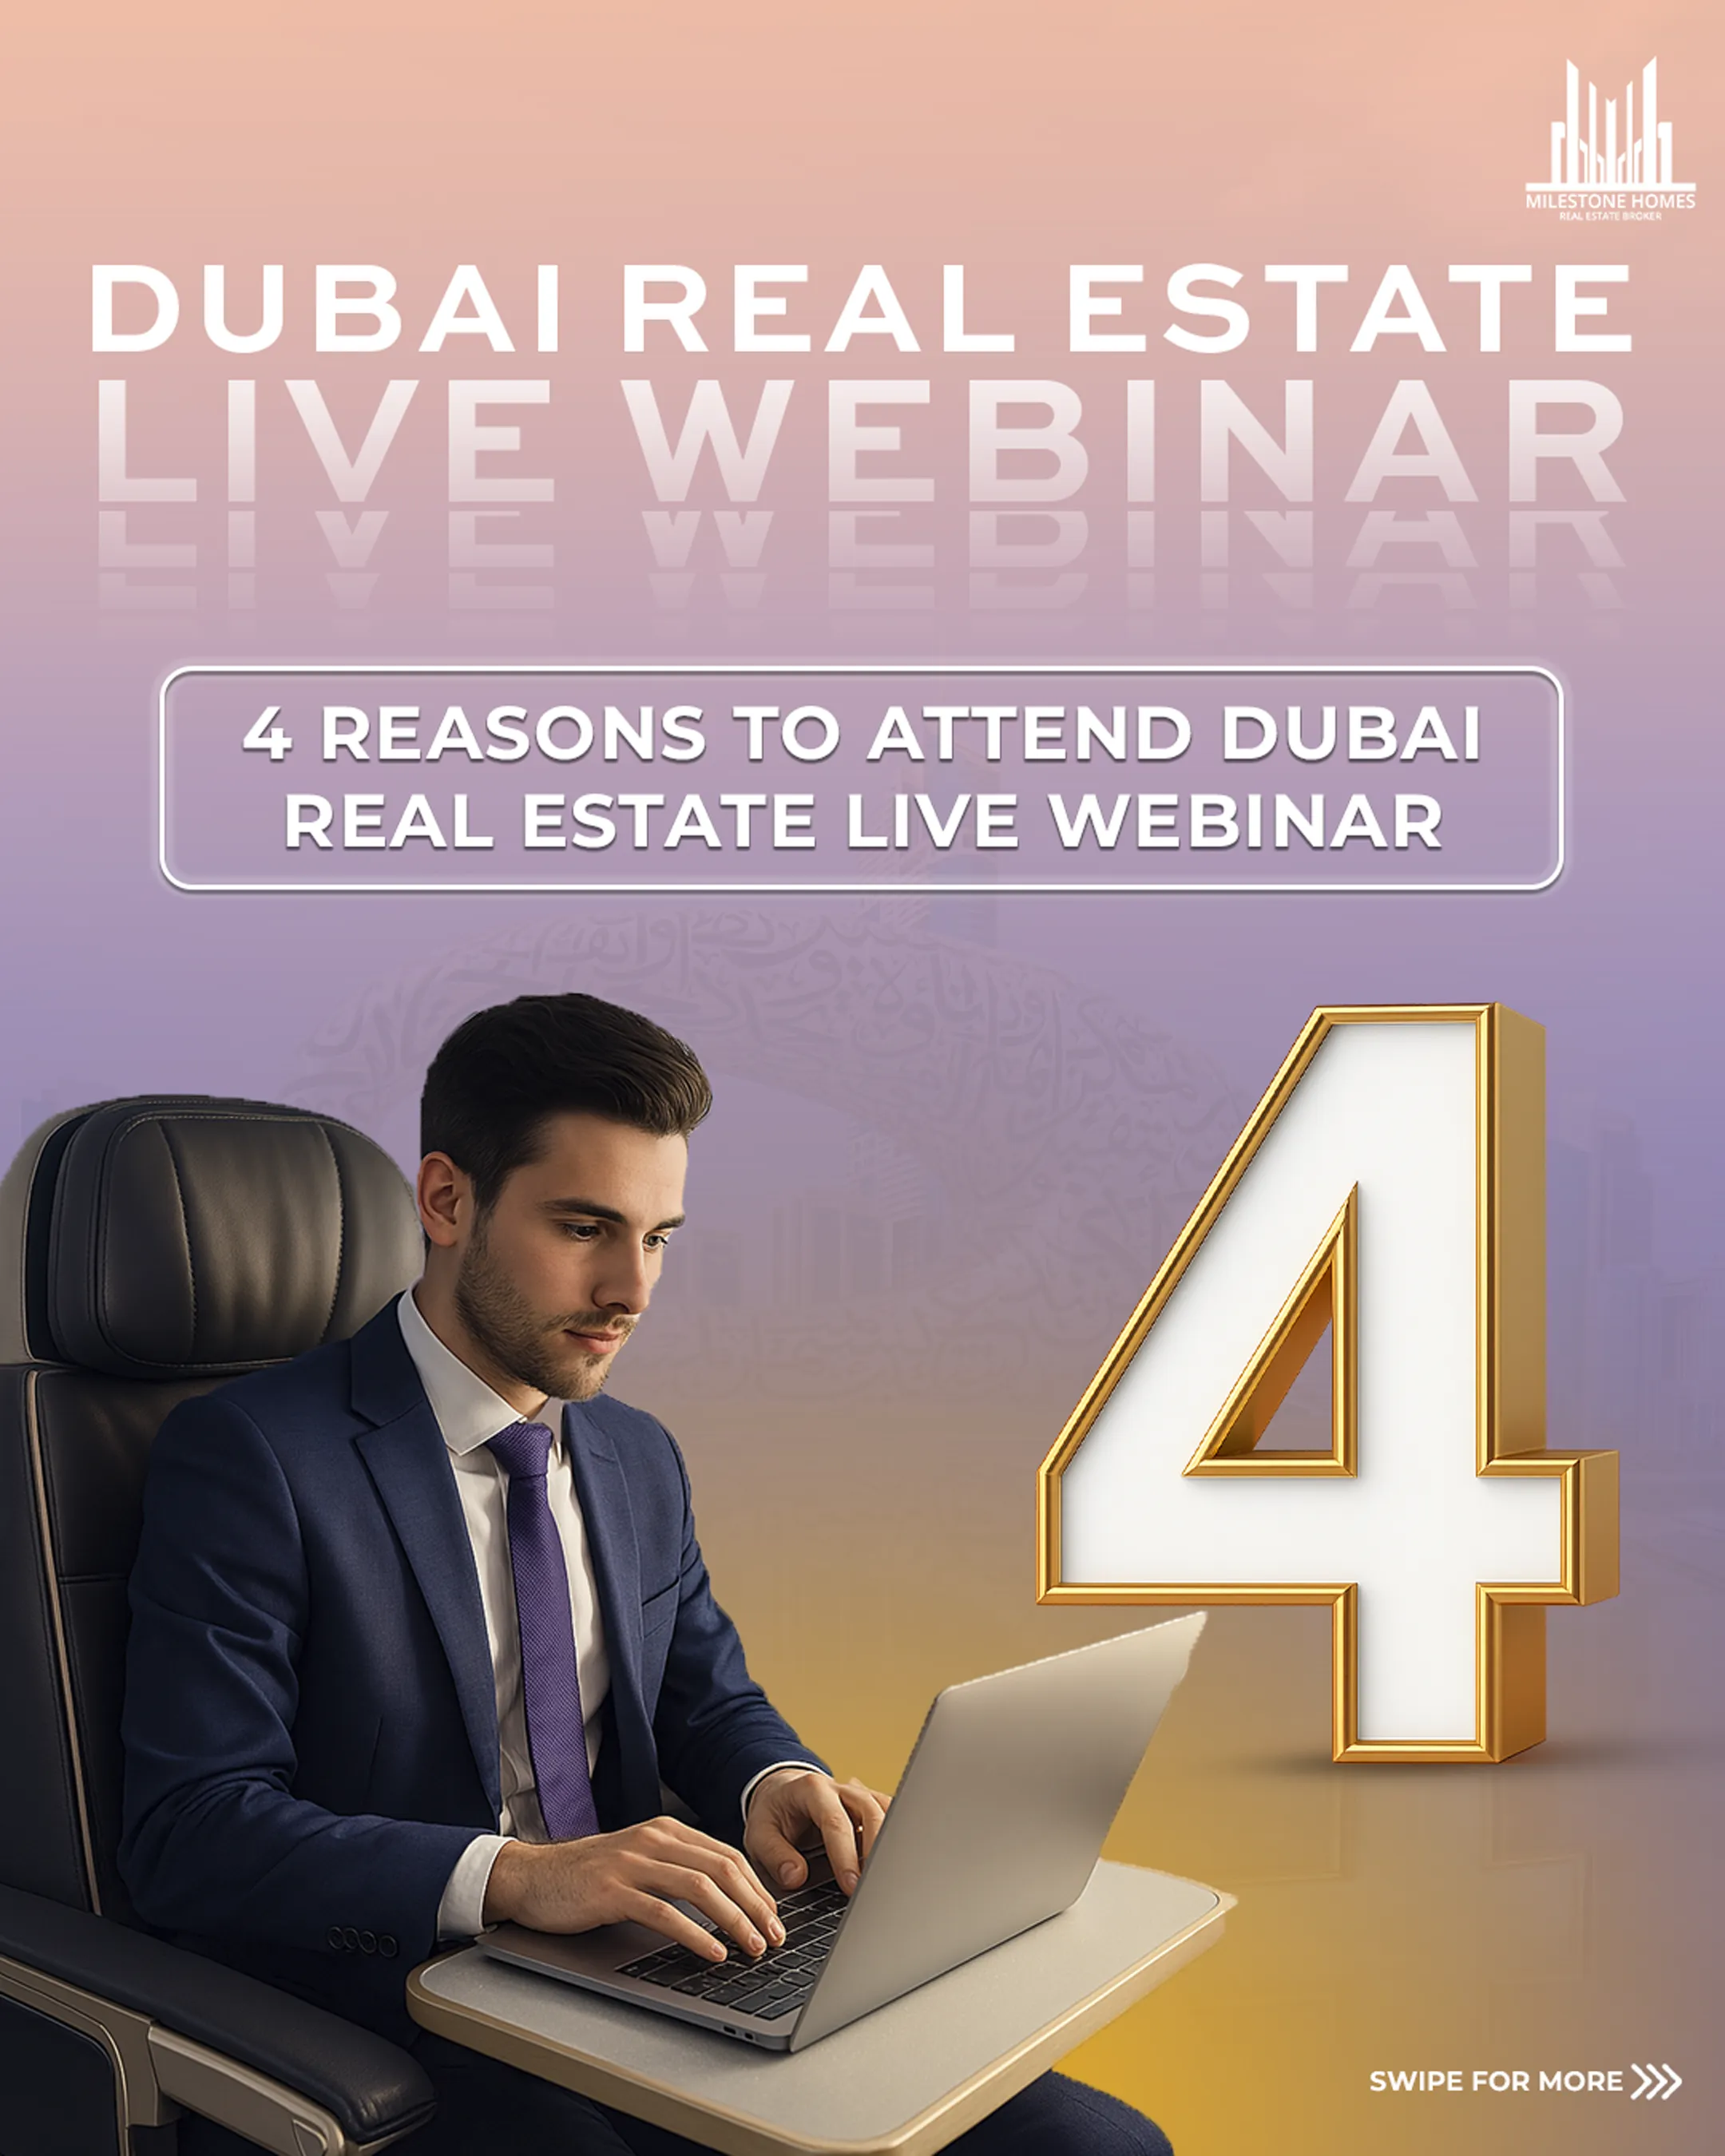 MILESTONE HOMES
REAL ESTATE BROKER
DUBAI REAL ESTATE
LIVE WEBINAR
4 REASONS TO ATTEND DUBAI
REAL ESTATE LIVE WEBINAR
4
SWIPE FOR MORE